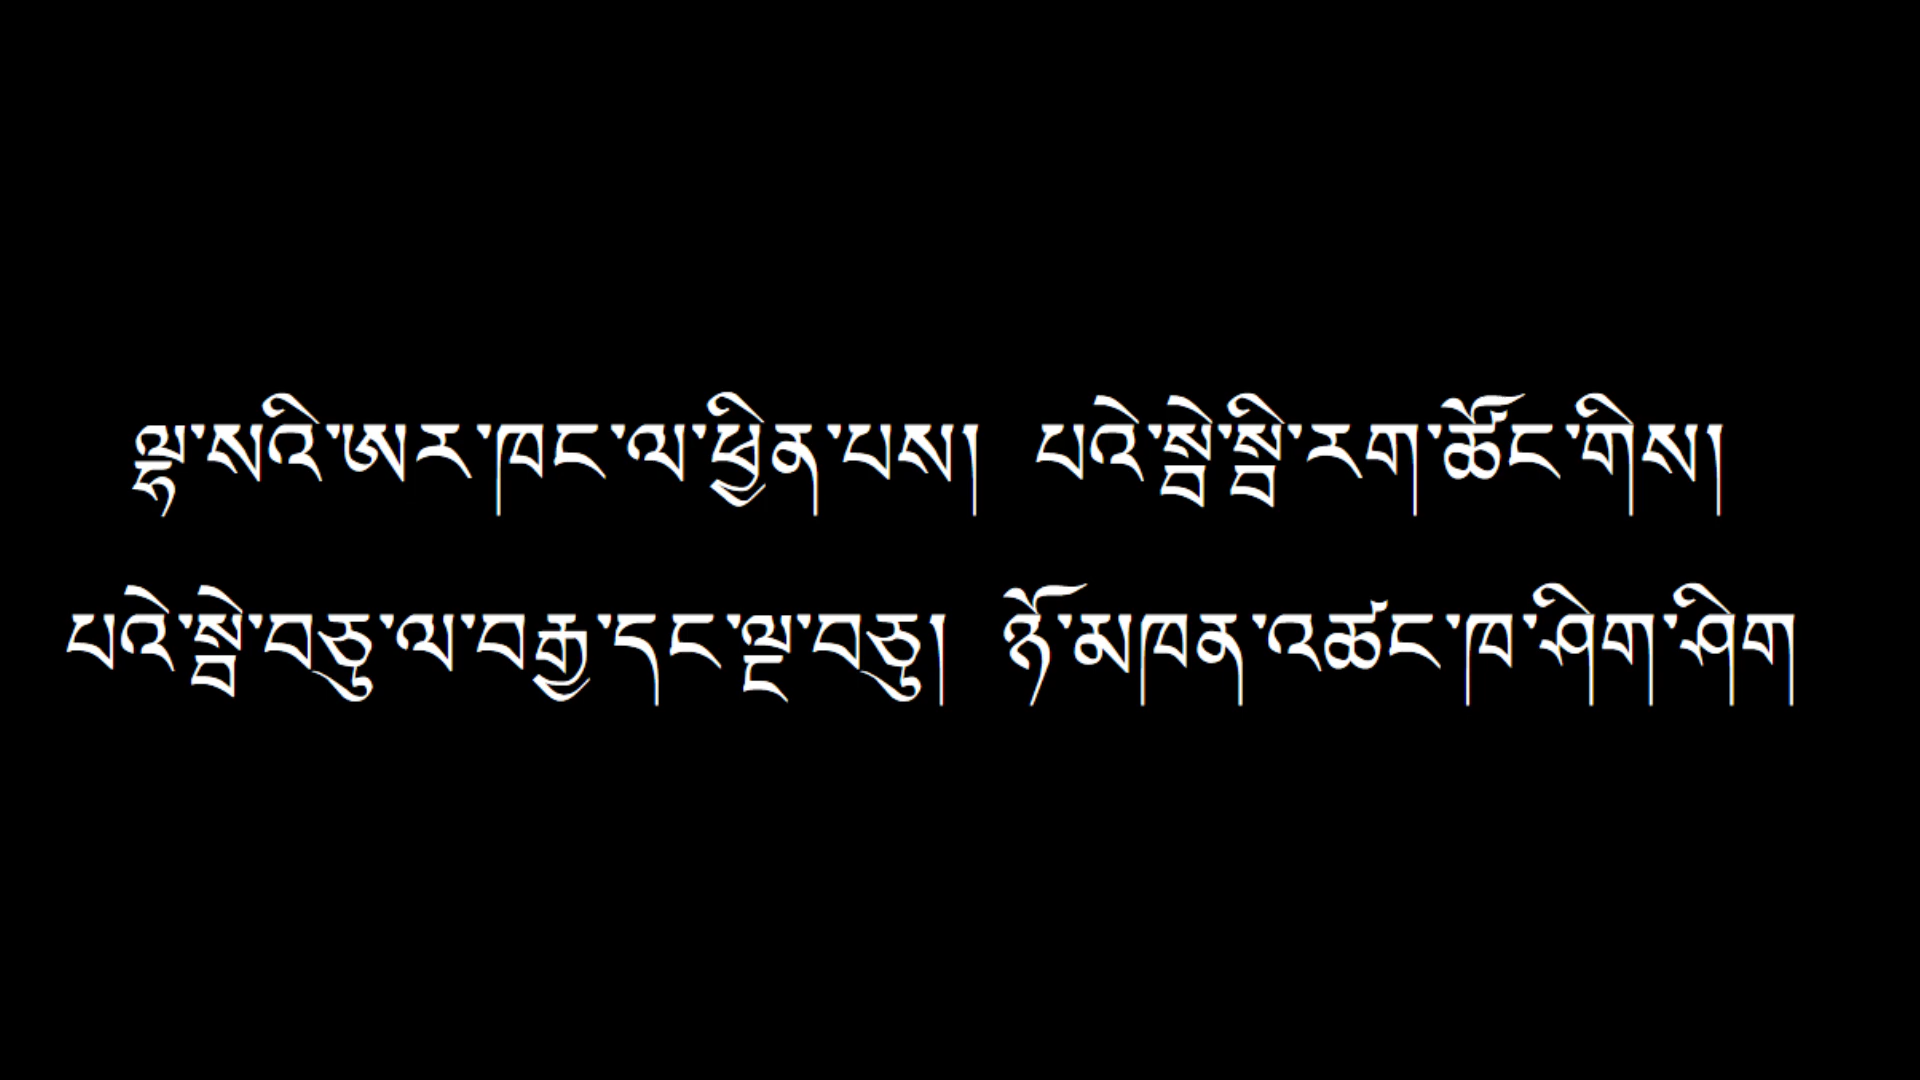 ལྷ་སའི་ཨར་ཁང་ལ་ཕྱིན་པས། པའེ་སྦེ་སྦི་རག་ཚོང་གིས།
པའེ་སྦེ་བཅུ་ལ་བརྒྱ་དང་ལྔ་བཅུ། ཉོ་མཁན་འཚང་ཁ་ཤིག་ཤིག